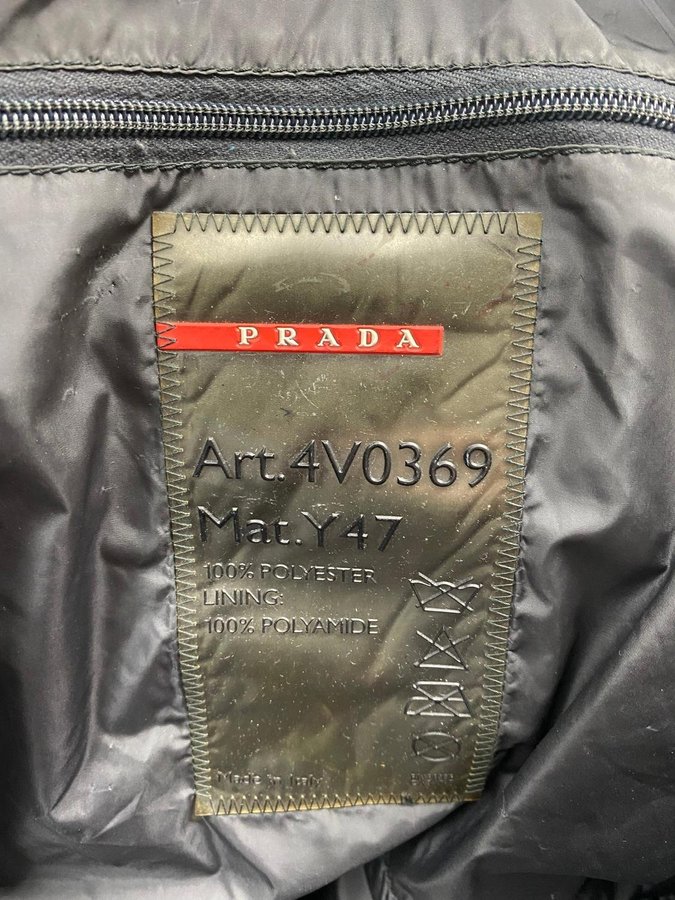 PRADA
Art.4V0369
Mat.Y47
100% POLYESTER
LINING:
100% POLYAMIDE
Made in Italy